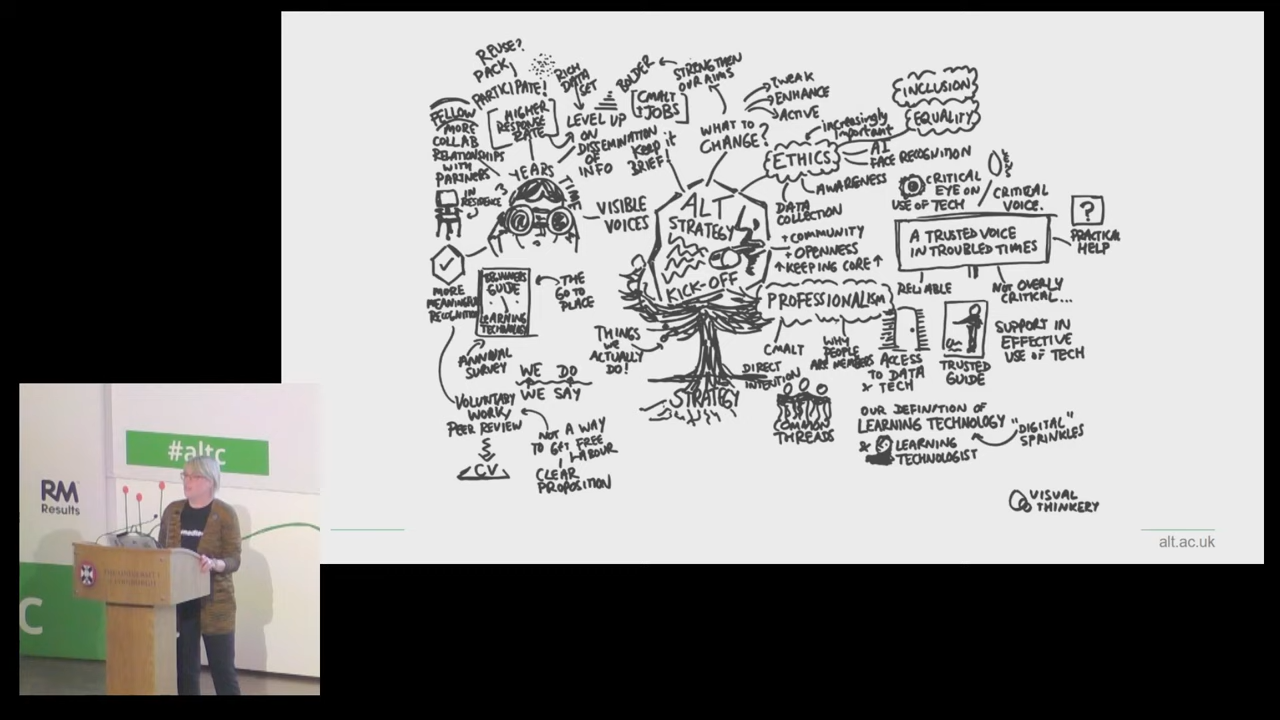 REUSE?
PACK
PARTICIPATE!
HIGHER
RESPONSE
RATE
RICH
DATA
SET
LEVEL UP
ON
DISSEMINATION
OF
INFO
BOLDER
STRENGTHEN
OUR AIMS
CMALT
+ JOBS
KEEP it
BRIEF!
WHAT TO
CHANGE?
TWEAK
ENHANCE
ACTIVE
FELLOW
MORE
COLLAB
RELATIONSHIPS
WITH
PARTNERS
IN
RESIDENCE
3
YEARS
TIME
VISIBLE
VOICES
MORE
MEANINGFUL
RECOGNITION
BEGINNERS
GUIDE
LEARNING
TECHNOLOGY
THE
GO TO
PLACE
ANNUAL
SURVEY
WE DO
WE SAY
VOLUNTARY
WORK/
PEER REVIEW
CV
NOT A WAY
TO GET FREE
LABOUR
CLEAR
PROPOSITION
ALT
STRATEGY
KICK-OFF
THINGS
WE
ACTUALLY
DO!
STRATEGY
ETHICS
increasingly
important
INCLUSION
EQUALITY
AI
FACE RECOGNITION
AWARENESS
DATA
COLLECTION
+ COMMUNITY
+ OPENNESS
↑KEEPING CORE↑
PROFESSIONALISM
CMALT
DIRECT
INTENTION
WHY
PEOPLE
ARE MEMBERS
ACCESS
TO DATA
& TECH
COMMON
THREADS
CRITICAL
EYE ON
USE OF TECH
CRITICAL
VOICE.
A TRUSTED VOICE
IN TROUBLED TIMES
?
PRACTICAL
HELP
RELIABLE
NOT OVERLY
CRITICAL...
TRUSTED
GUIDE
SUPPORT IN
EFFECTIVE
USE OF TECH
OUR DEFINITION OF
LEARNING TECHNOLOGY
& LEARNING
TECHNOLOGIST
"DIGITAL"
SPRINKLES
VISUAL
THINKERY
alt.ac.uk
#altc
RM
Results
C